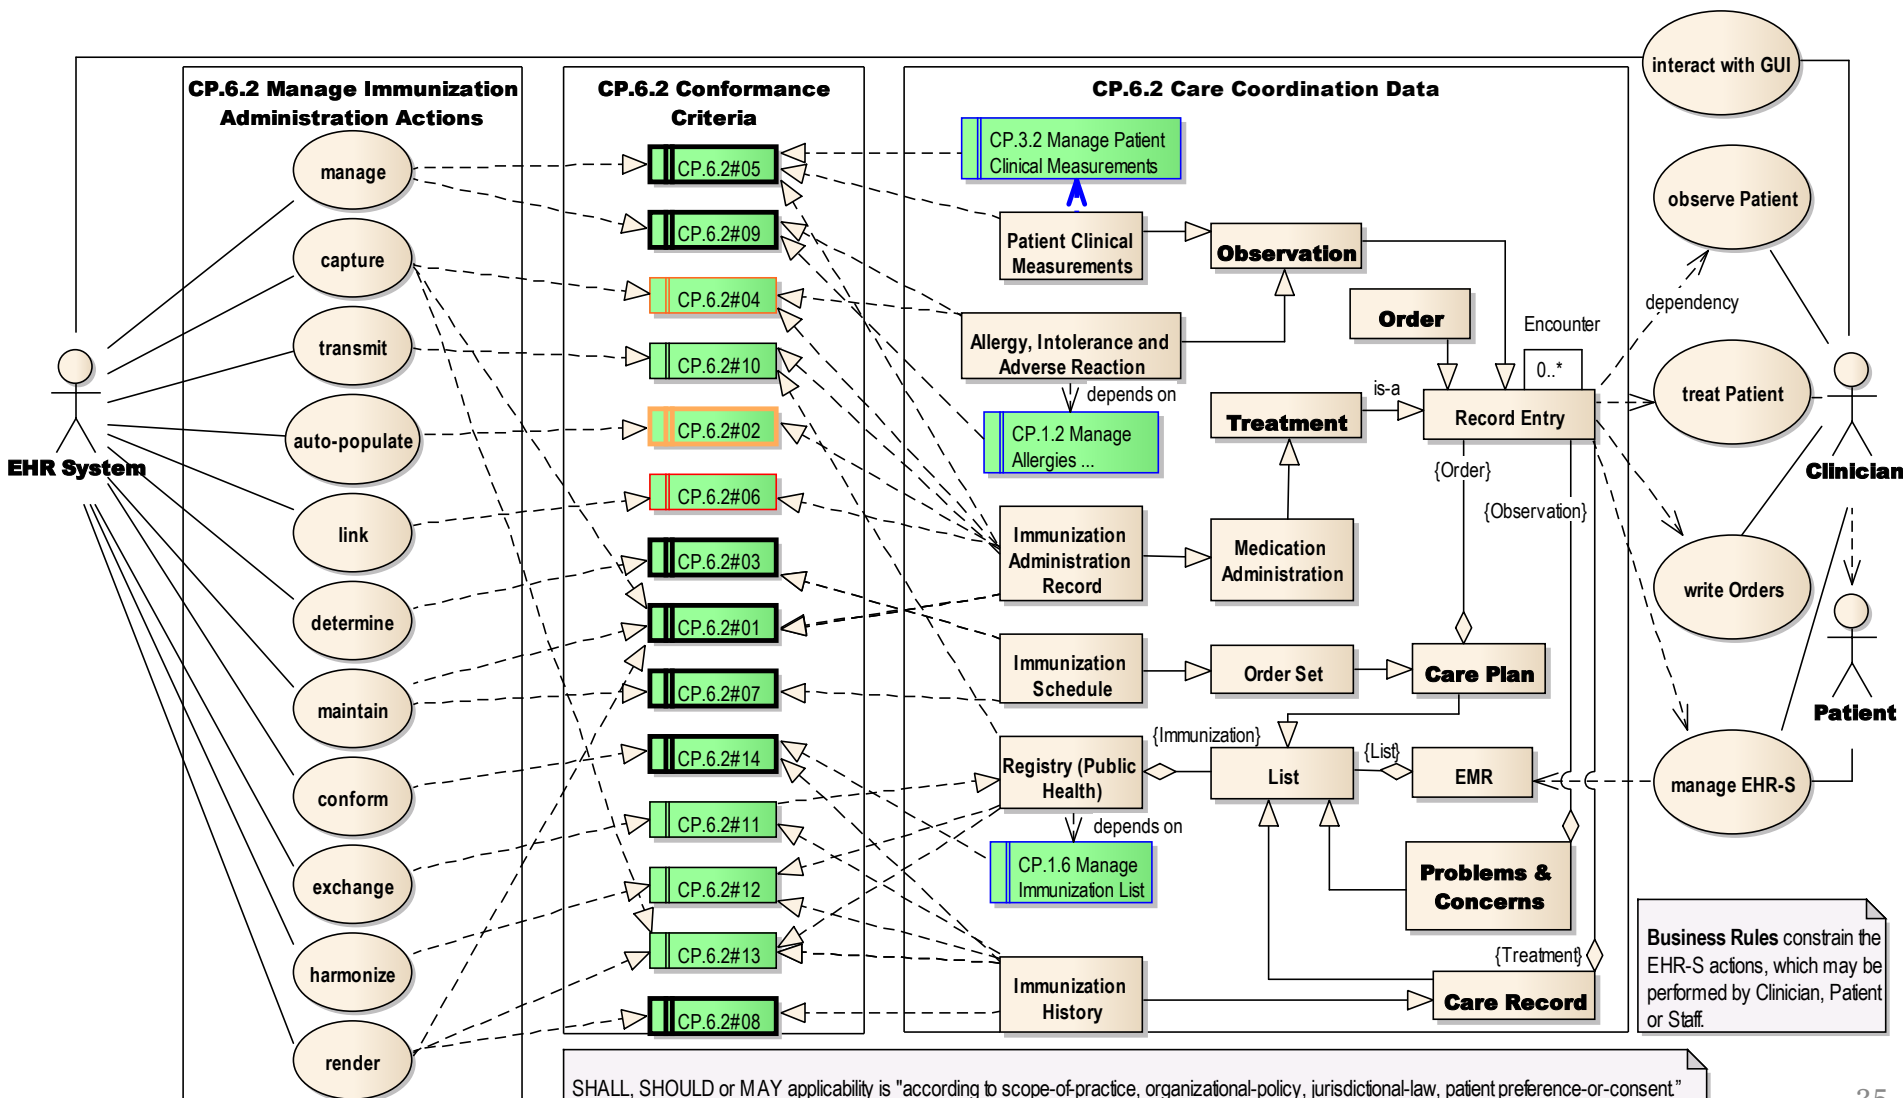 interact with GUI
CP.6.2 Manage Immunization
Administration Actions
CP.6.2 Conformance
Criteria
CP.6.2 Care Coordination Data
manage
capture
transmit
auto-populate
link
determine
maintain
conform
exchange
harmonize
render
EHR System
CP.6.2#05
CP.6.2#09
CP.6.2#04
CP.6.2#10
CP.6.2#02
CP.6.2#06
CP.6.2#03
CP.6.2#01
CP.6.2#07
CP.6.2#14
CP.6.2#11
CP.6.2#12
CP.6.2#13
CP.6.2#08
CP.3.2 Manage Patient
Clinical Measurements
Patient Clinical
Measurements
Observation
Order
Encounter
0..*
Allergy, Intolerance and
Adverse Reaction
depends on
CP.1.2 Manage
Allergies ...
Treatment
is-a
Record Entry
{Order}
{Observation}
Immunization
Administration
Record
Medication
Administration
Immunization
Schedule
Order Set
Care Plan
{Immunization}
Registry (Public
Health)
List
{List}
EMR
depends on
CP.1.6 Manage
Immunization List
Problems &
Concerns
{Treatment}
Immunization
History
Care Record
observe Patient
dependency
treat Patient
Clinician
write Orders
Patient
manage EHR-S
Business Rules constrain the
EHR-S actions, which may be
performed by Clinician, Patient
or Staff.
SHALL, SHOULD or MAY applicability is "according to scope-of-practice, organizational-policy, jurisdictional-law, patient preference-or-consent."
35